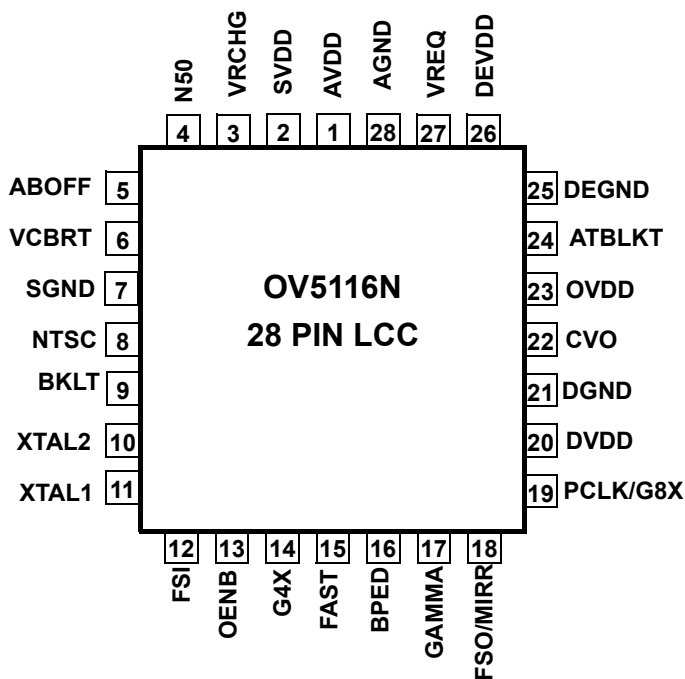 N50
VRCHG
SVDD
AVDD
AGND
VREQ
DEVDD
4
3
2
1
28
27
26
ABOFF 5
VCBRT 6
SGND 7
NTSC 8
BKLT 9
XTAL2 10
XTAL1 11
OV5116N
28 PIN LCC
25 DEGND
24 ATBLKT
23 OVDD
22 CVO
21 DGND
20 DVDD
19 PCLK/G8X
12
13
14
15
16
17
18
FSI
OENB
G4X
FAST
BPED
GAMMA
FSO/MIRR